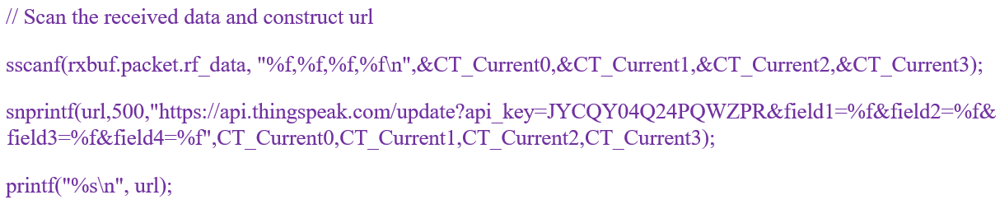 // Scan the received data and construct url
sscanf(rxbuf.packet.rf_data, "%f,%f,%f,%f\n",&CT_Current0,&CT_Current1,&CT_Current2,&CT_Current3);
snprintf(url,500,"https://api.thingspeak.com/update?api_key=JYCQY04Q24PQWZPR&field1=%f&field2=%f&
field3=%f&field4=%f",CT_Current0,CT_Current1,CT_Current2,CT_Current3);
printf("%s\n", url);